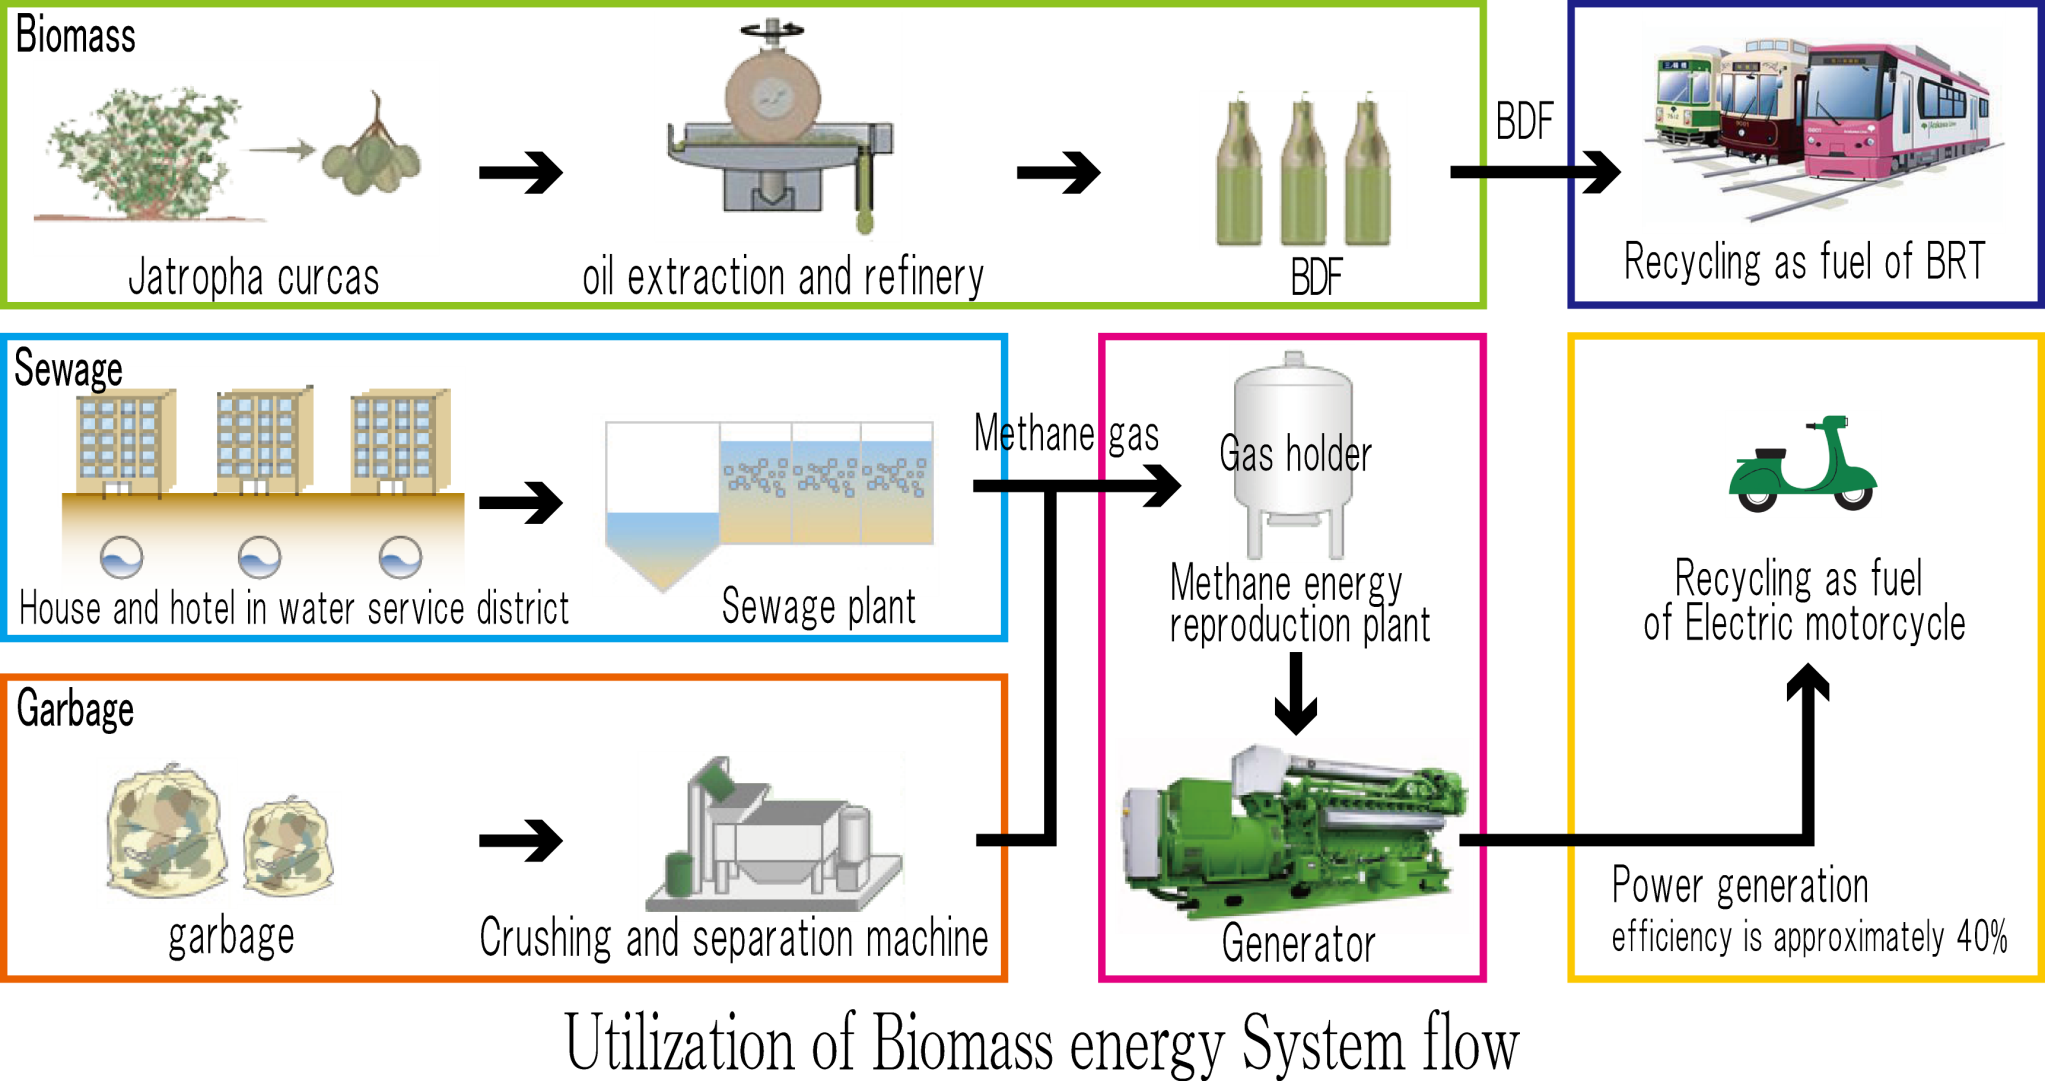 Biomass
Jatropha curcas
oil extraction and refinery
BDF
BDF
Recycling as fuel of BRT
Sewage
House and hotel in water service district
Sewage plant
Methane gas
Gas holder
Methane energy
reproduction plant
Generator
Garbage
garbage
Crushing and separation machine
Recycling as fuel
of Electric motorcycle
Power generation
efficiency is approximately 40%
Utilization of Biomass energy System flow